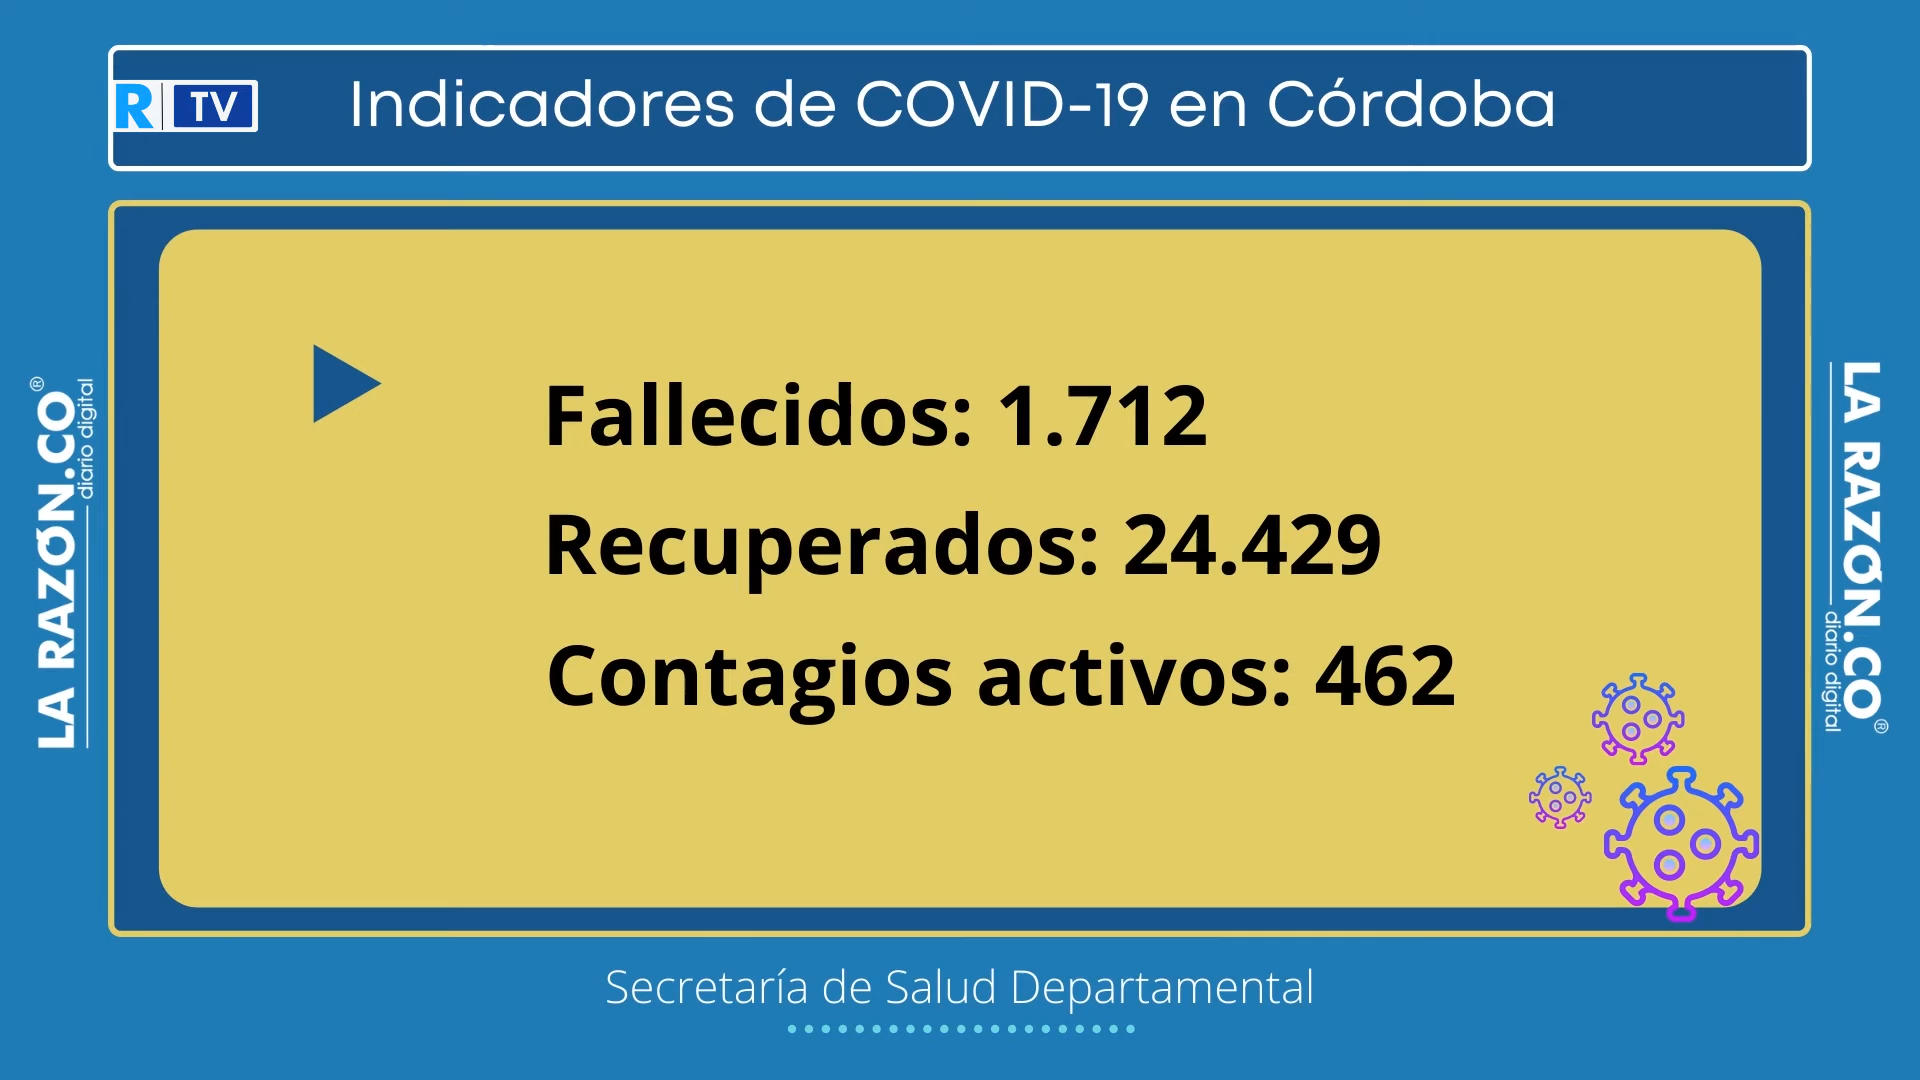 R TV
Indicadores de COVID-19 en Córdoba
LA RAZÓN.CO®
diario digital
Fallecidos: 1.712
Recuperados: 24.429
Contagios activos: 462
LA RAZÓN.CO®
diario digital
Secretaría de Salud Departamental